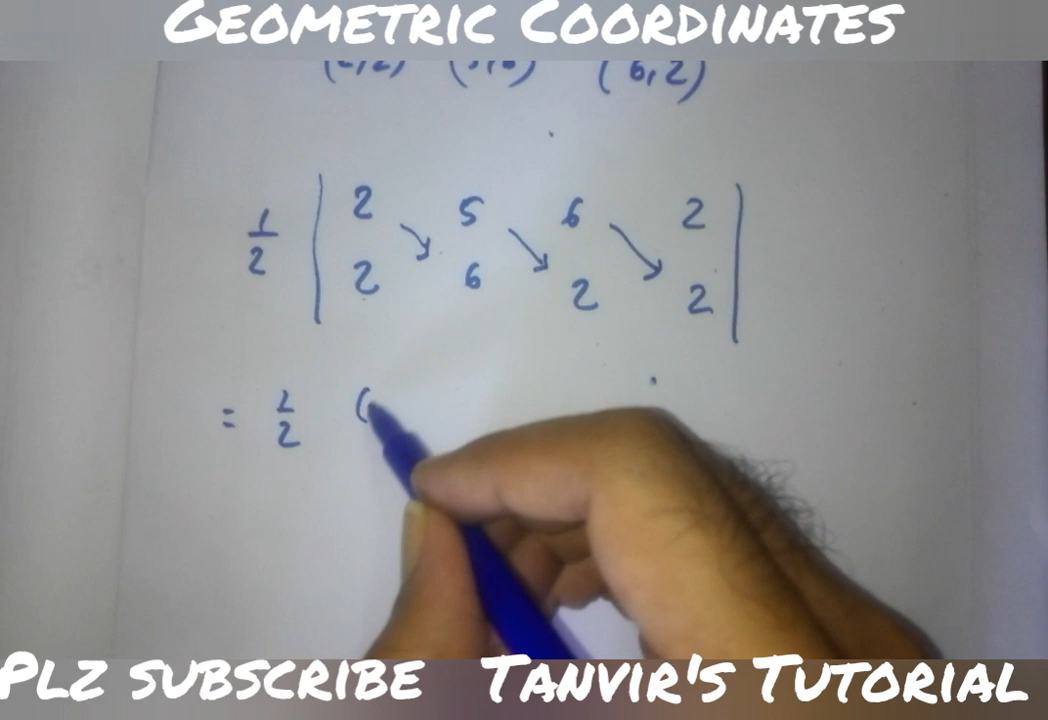 GEOMETRIC COORDINATES
(6,2)
1/2 | 2 5 6 2 |
2 6 2 2
= 1/2 (
PLZ SUBSCRIBE TANVIR'S TUTORIAL